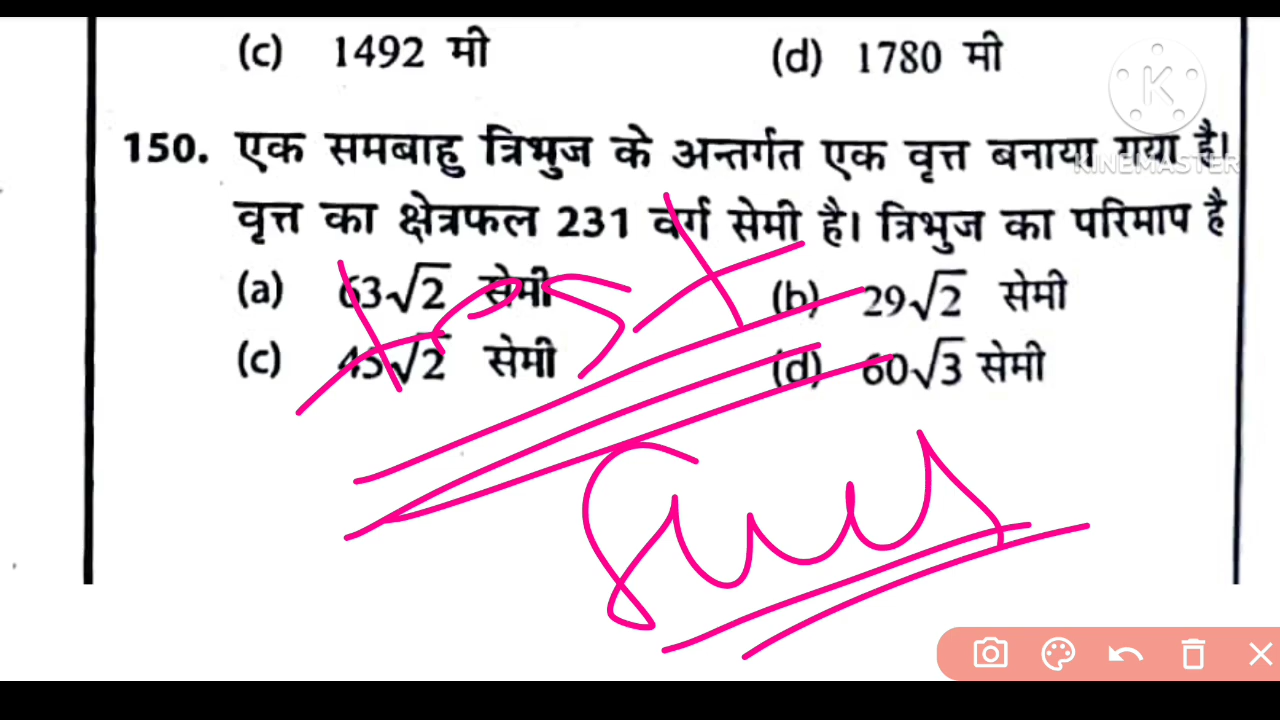 (c) 1492 मी (d) 1780 मी
KINEMASTER
150. एक समबाहु त्रिभुज के अन्तर्गत एक वृत्त बनाया गया है।
वृत्त का क्षेत्रफल 231 वर्ग सेमी है। त्रिभुज का परिमाप है
(a) 63√2 सेमी (b) 29√2 सेमी
(c) 45√2 सेमी (d) 60√3 सेमी